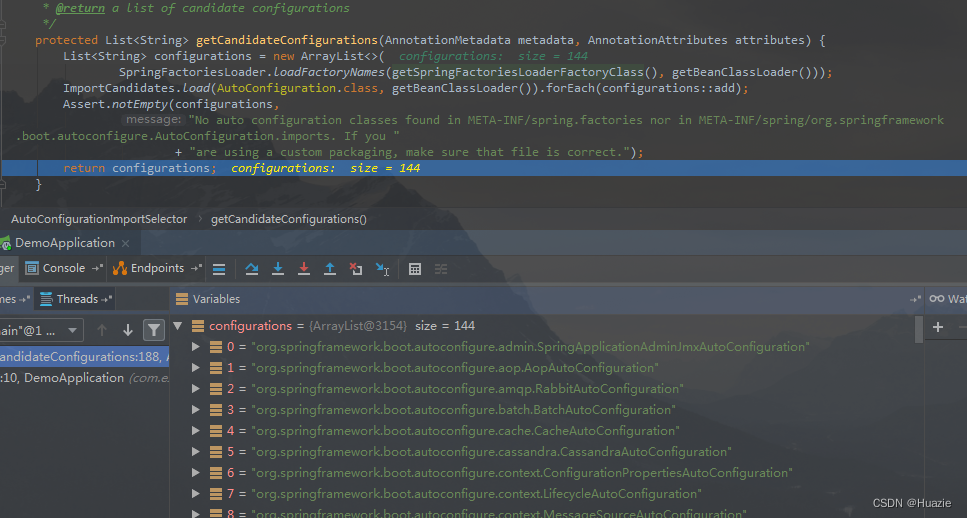 * @return a list of candidate configurations
*/
protected List<String> getCandidateConfigurations(AnnotationMetadata metadata, AnnotationAttributes attributes) {
List<String> configurations = new ArrayList<>( configurations: size = 144
SpringFactoriesLoader.loadFactoryNames(getSpringFactoriesLoaderFactoryClass(), getBeanClassLoader()));
ImportCandidates.load(AutoConfiguration.class, getBeanClassLoader()).forEach(configurations::add);
Assert.notEmpty(configurations,
message: "No auto configuration classes found in META-INF/spring.factories nor in META-INF/spring/org.springframework
.boot.autoconfigure.AutoConfiguration.imports. If you "
+ "are using a custom packaging, make sure that file is correct.");
return configurations; configurations: size = 144
}
AutoConfigurationImportSelector > getCandidateConfigurations()
DemoApplication ×
ger Console Endpoints
mes Threads Variables Wat
ain"@1 ... configurations = {ArrayList@3154} size = 144
andidateConfigurations:188, A 0 = "org.springframework.boot.autoconfigure.admin.SpringApplicationAdminJmxAutoConfiguration"
:10, DemoApplication (com.e 1 = "org.springframework.boot.autoconfigure.aop.AopAutoConfiguration"
2 = "org.springframework.boot.autoconfigure.amqp.RabbitAutoConfiguration"
3 = "org.springframework.boot.autoconfigure.batch.BatchAutoConfiguration"
4 = "org.springframework.boot.autoconfigure.cache.CacheAutoConfiguration"
5 = "org.springframework.boot.autoconfigure.cassandra.CassandraAutoConfiguration"
6 = "org.springframework.boot.autoconfigure.context.ConfigurationPropertiesAutoConfiguration"
7 = "org.springframework.boot.autoconfigure.context.LifecycleAutoConfiguration"
8 = "org.springframework.boot.autoconfigure.context.MessageSourceAutoConfiguration"
CSDN @Huazie